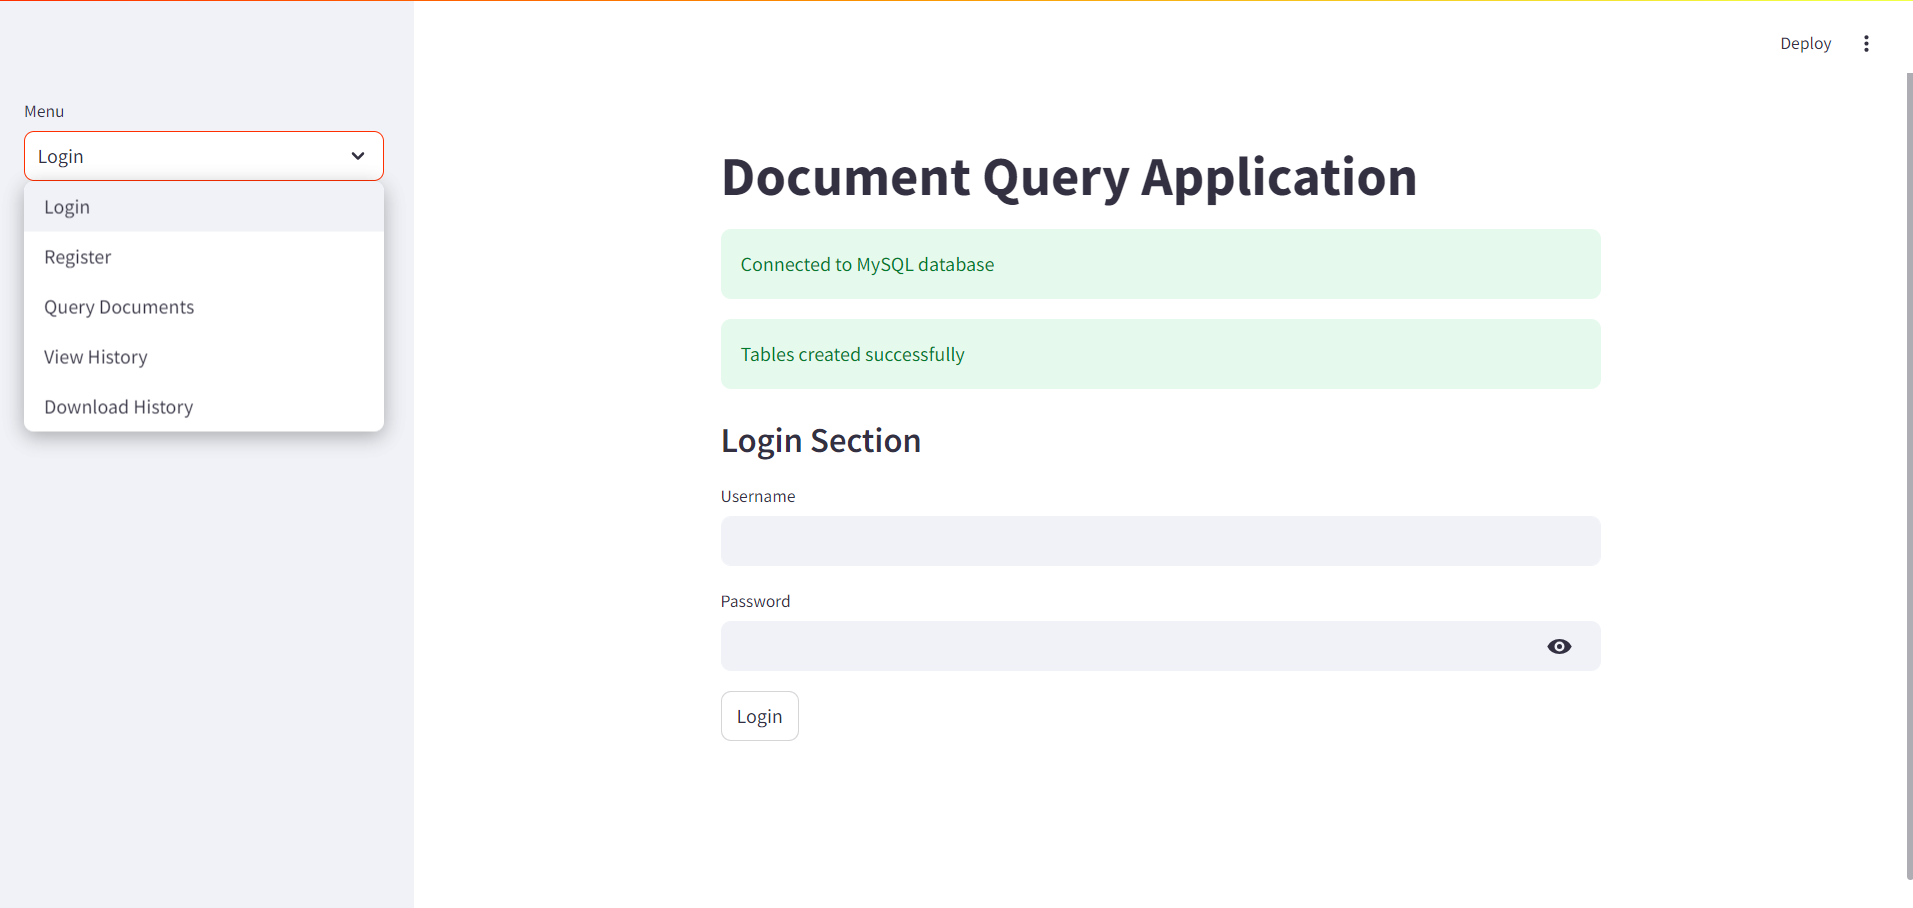 Deploy
Menu
Login
Login
Register
Query Documents
View History
Download History
Document Query Application
Connected to MySQL database
Tables created successfully
Login Section
Username
Password
Login